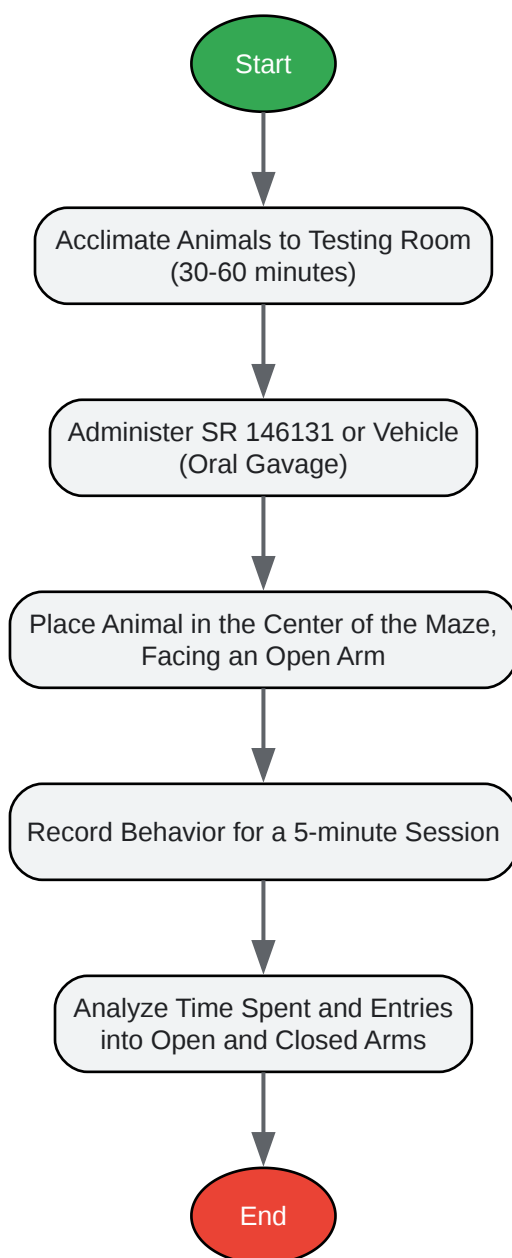 Start
Acclimate Animals to Testing Room
(30-60 minutes)
Administer SR 146131 or Vehicle
(Oral Gavage)
Place Animal in the Center of the Maze,
Facing an Open Arm
Record Behavior for a 5-minute Session
Analyze Time Spent and Entries
into Open and Closed Arms
End